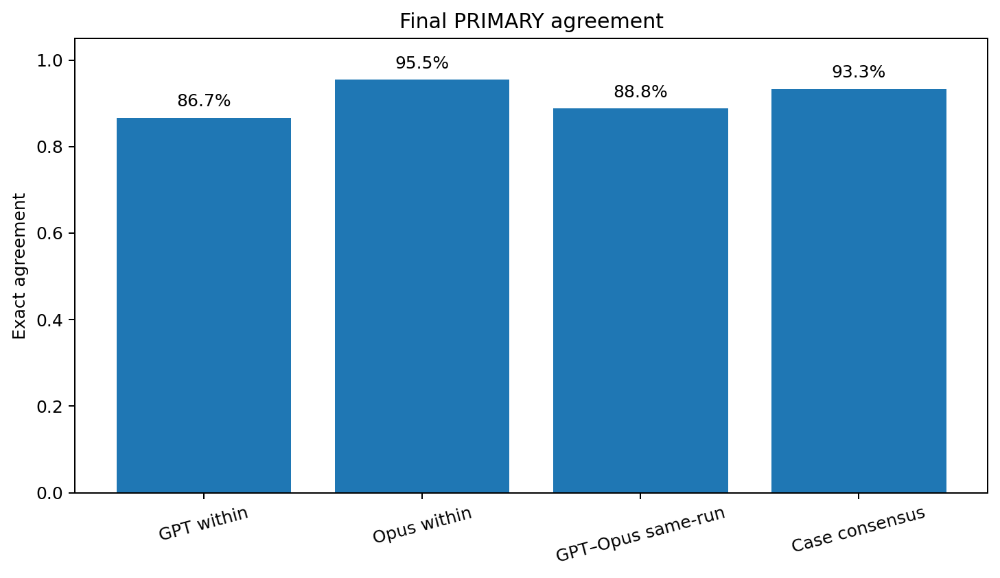 Final PRIMARY agreement
Exact agreement
1.0
0.8
0.6
0.4
0.2
0.0
86.7%
95.5%
88.8%
93.3%
GPT within
Opus within
GPT–Opus same-run
Case consensus